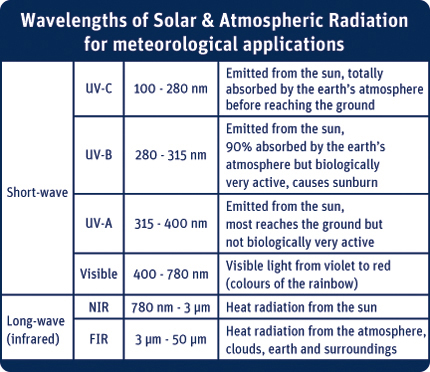 Wavelengths of Solar & Atmospheric Radiation
for meteorological applications
Short-wave
UV-C
100 - 280 nm
Emitted from the sun, totally
absorbed by the earth's atmosphere
before reaching the ground
UV-B
280 - 315 nm
Emitted from the sun,
90% absorbed by the earth's
atmosphere but biologically
very active, causes sunburn
UV-A
315 - 400 nm
Emitted from the sun,
most reaches the ground but
not biologically very active
Visible
400 - 780 nm
Visible light from violet to red
(colours of the rainbow)
Long-wave
(infrared)
NIR
780 nm - 3 µm
Heat radiation from the sun
FIR
3 µm - 50 µm
Heat radiation from the atmosphere,
clouds, earth and surroundings